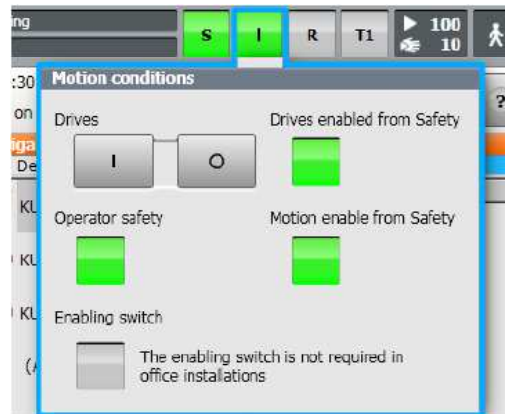 ing
S I R T1 100
10
:30
on
Motion conditions
?
Drives
Drives enabled from Safety
De
I O
KU
Operator safety
Motion enable from Safety
KU
KU
Enabling switch
The enabling switch is not required in
office installations
(A